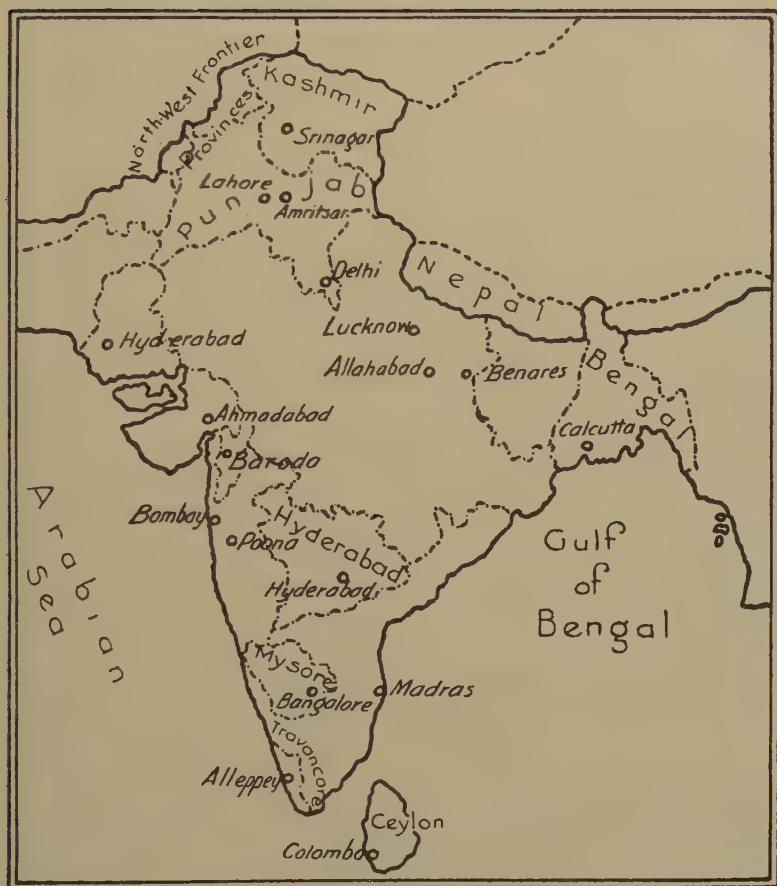 North-West Frontier
Provinces
Kashmir
Srinagar
Lahore
Punjab
Amritsar
Delhi
Nepal
Lucknow
Hyderabad
Allahabad
Benares
Bengal
Ahmadabad
Calcutta
Baroda
Arabian
Sea
Bombay
Hyderabad
Poona
Hyderabad
Gulf
of
Bengal
Mysore
Bangalore
Madras
Travancore
Alleppey
Ceylon
Colombo